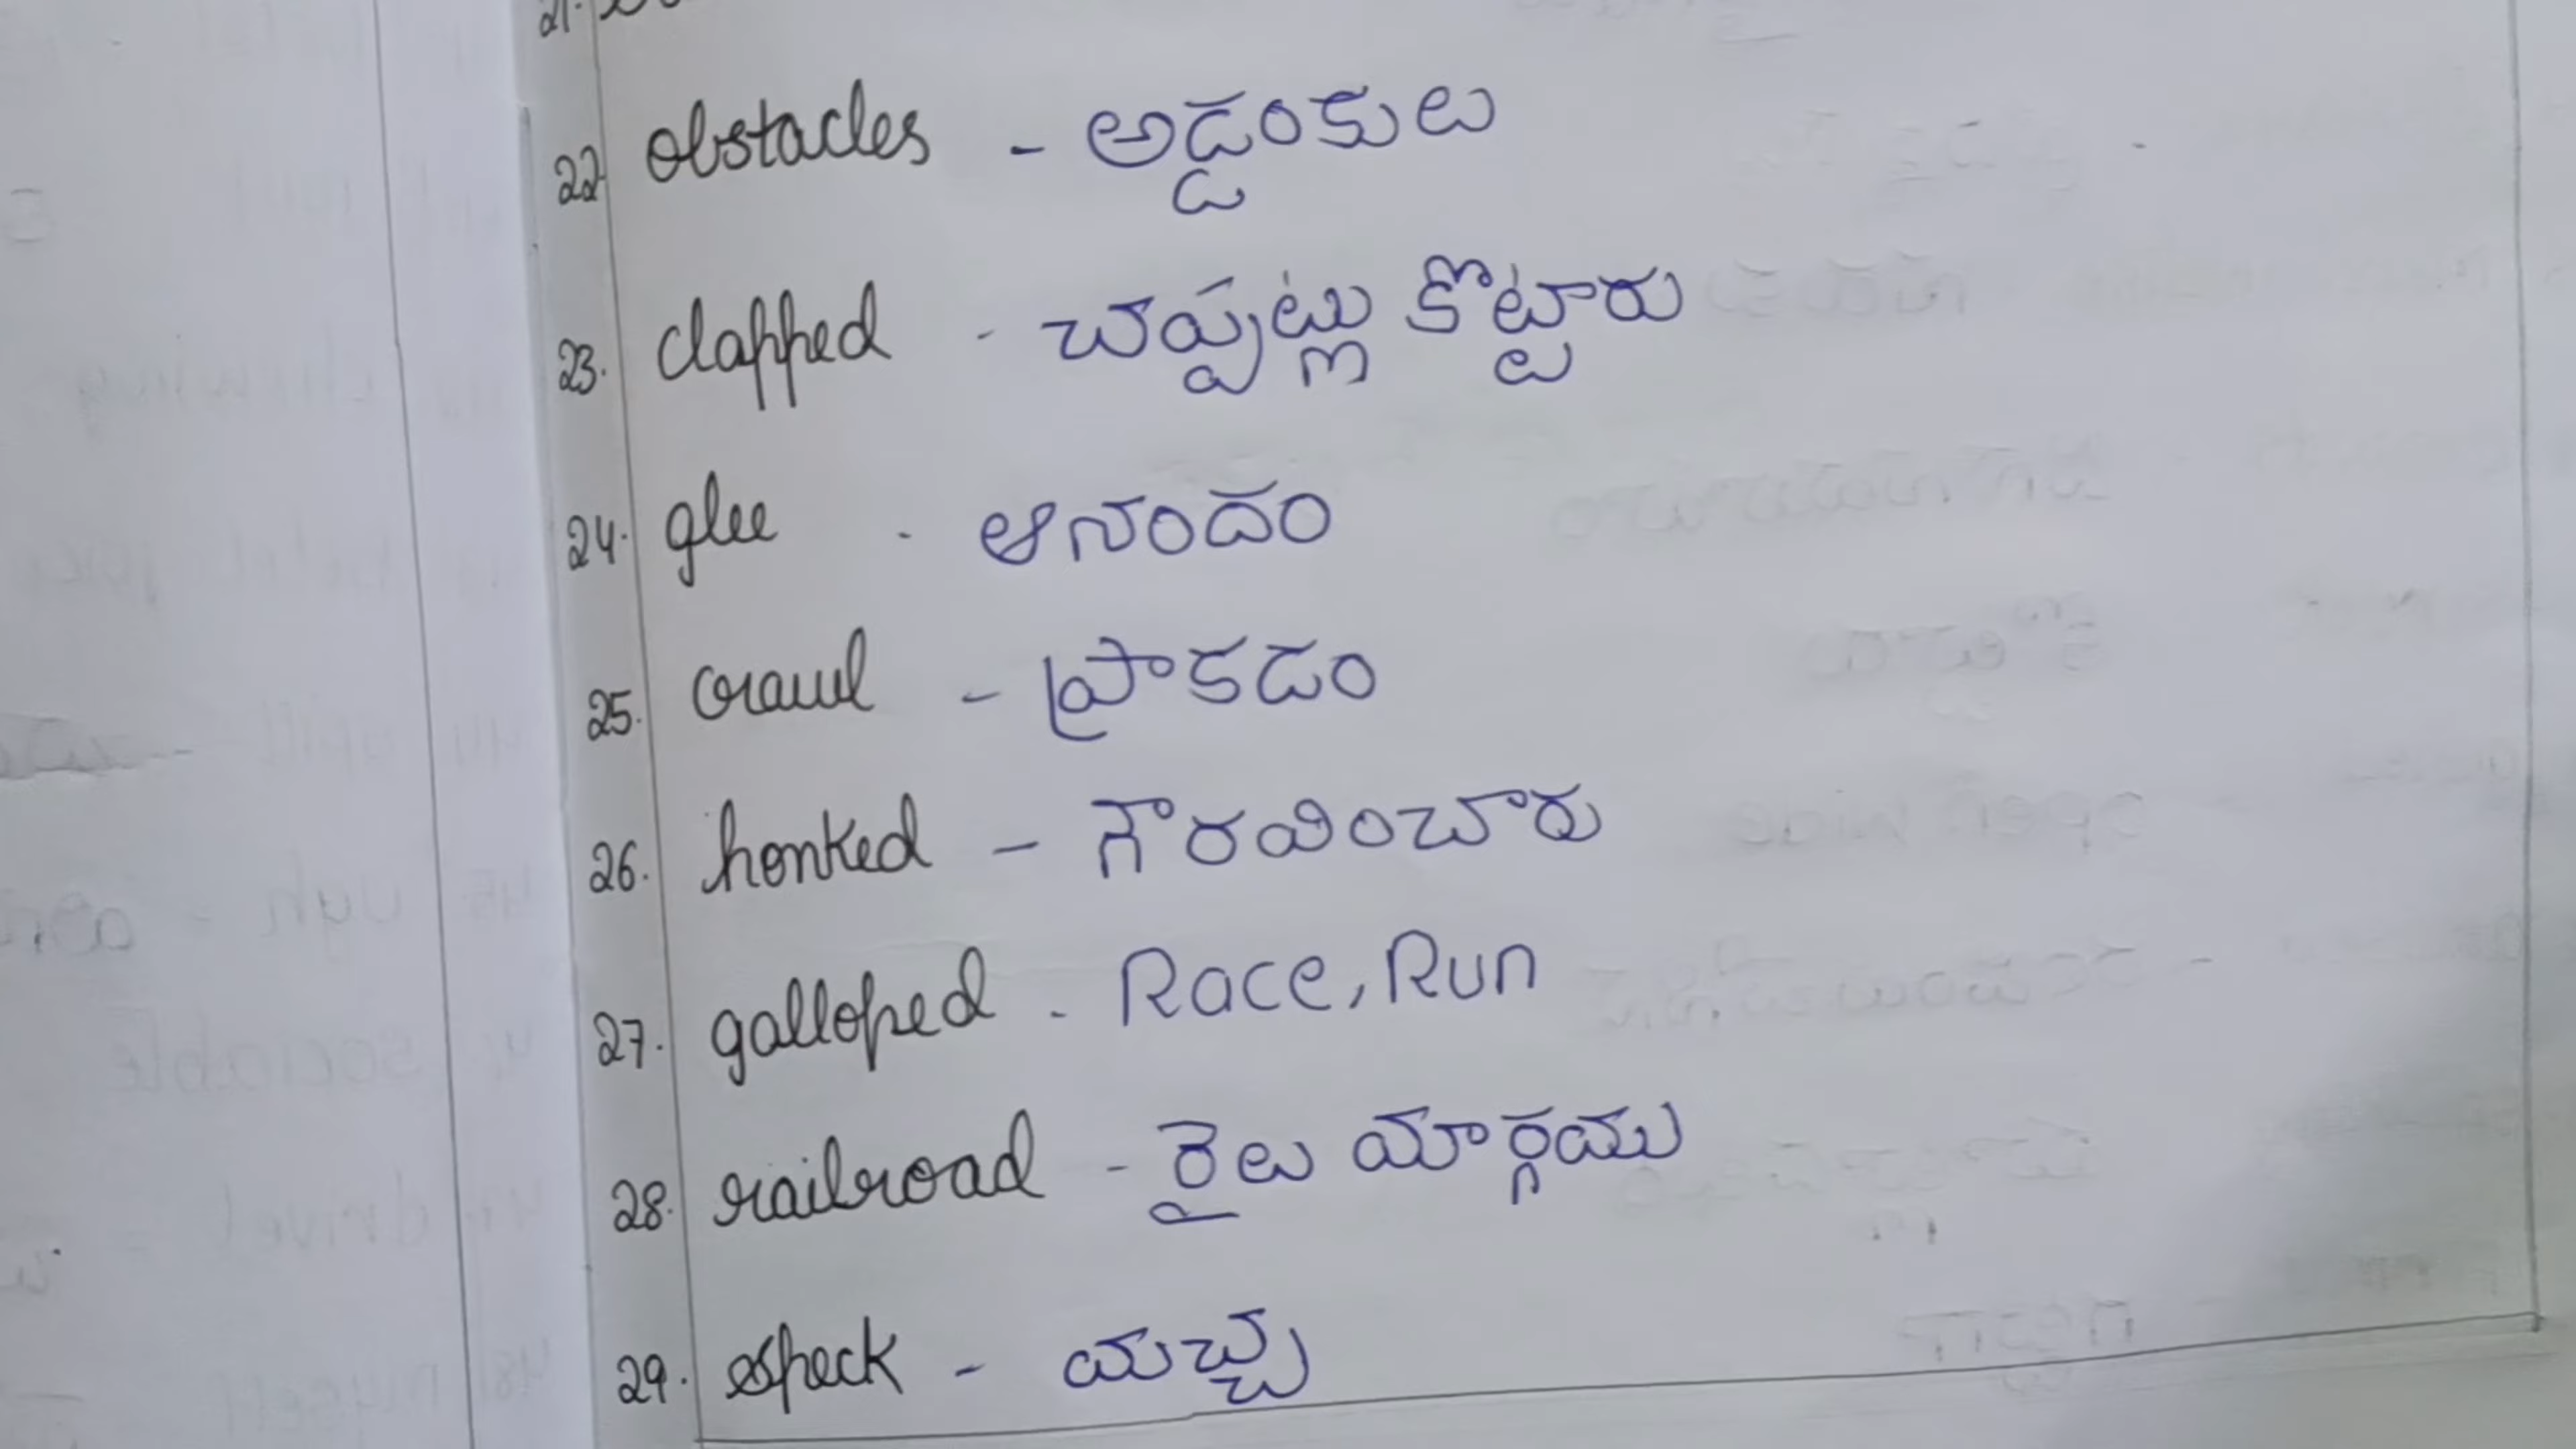 22. obstacles - అడ్డంకులు
23. clapped - చప్పట్లు కొట్టారు
24. glee - ఆనందం
25. crawl - ప్రాకడం
26. honked - గౌరవించారు
27. galloped - Race, Run
28. railroad - రైలు మార్గము
29. speck - మచ్చ